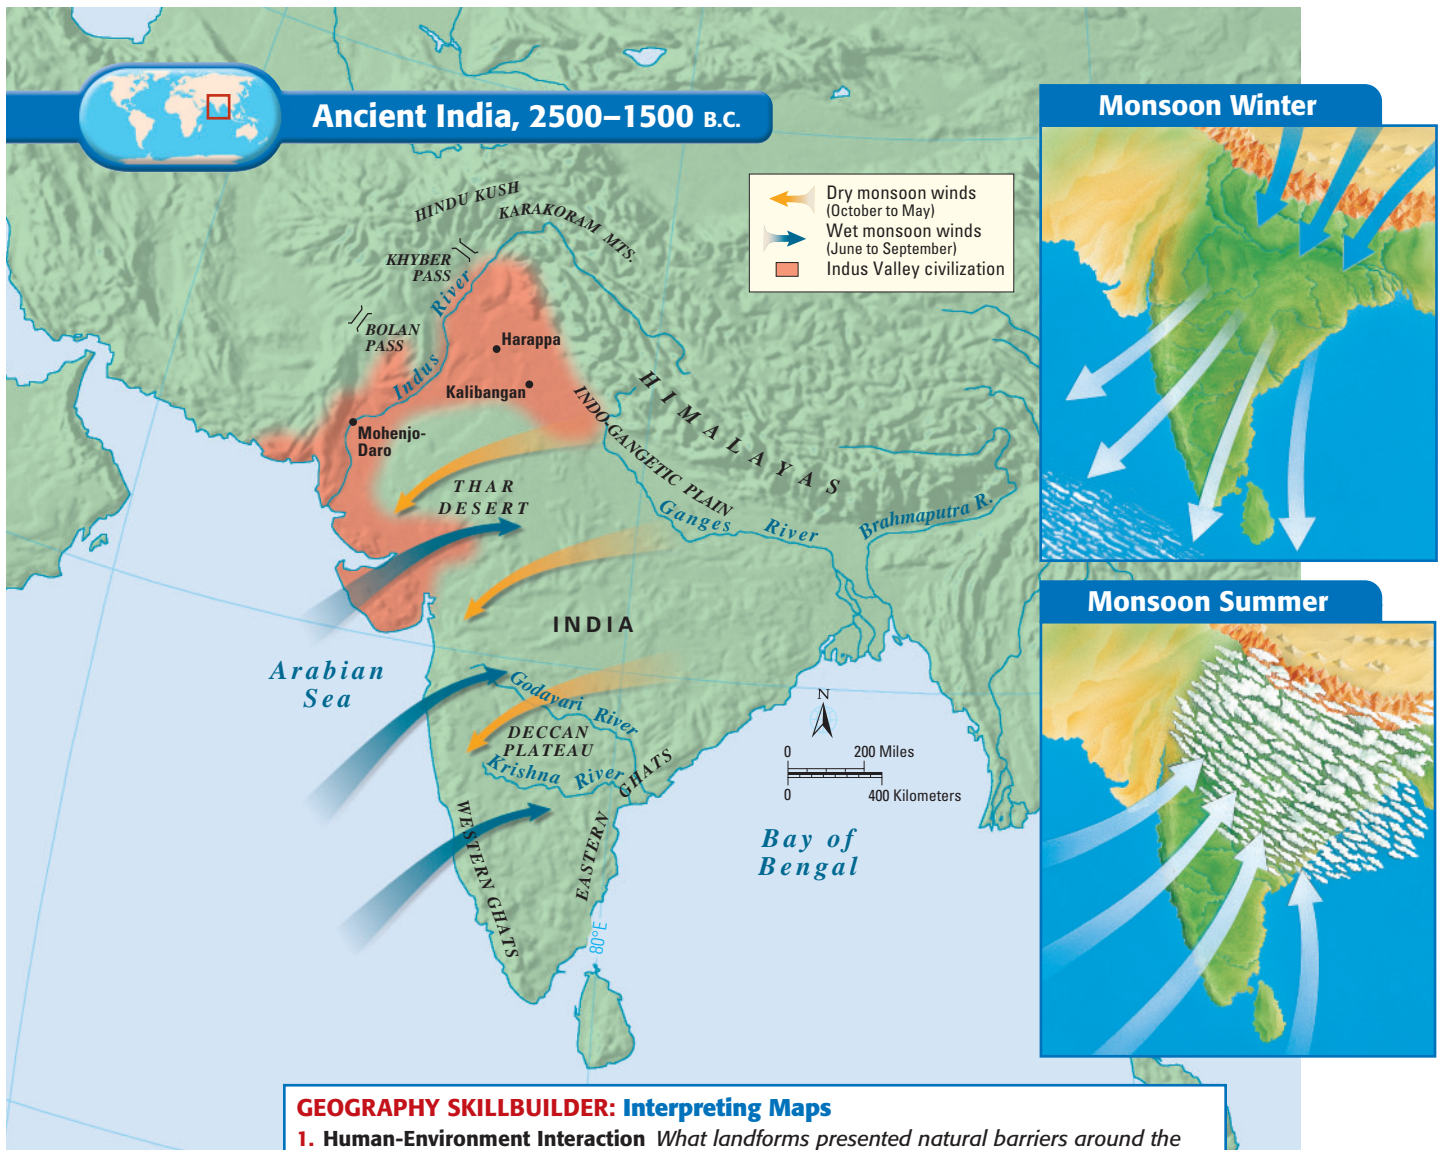 Ancient India, 2500–1500 B.C.
Dry monsoon winds
(October to May)
Wet monsoon winds
(June to September)
Indus Valley civilization
HINDU KUSH
KARAKORAM MTS.
KHYBER
PASS
BOLAN
PASS
Indus River
Harappa
Kalibangan
Mohenjo-
Daro
HIMALAYAS
INDO-GANGETIC PLAIN
THAR
DESERT
Ganges River
Brahmaputra R.
INDIA
Arabian
Sea
Godavari River
DECCAN
PLATEAU
Krishna River
WESTERN GHATS
EASTERN GHATS
80°E
N
0 200 Miles
0 400 Kilometers
Bay of
Bengal
Monsoon Winter
Monsoon Summer
GEOGRAPHY SKILLBUILDER: Interpreting Maps
1. Human-Environment Interaction What landforms presented natural barriers around the